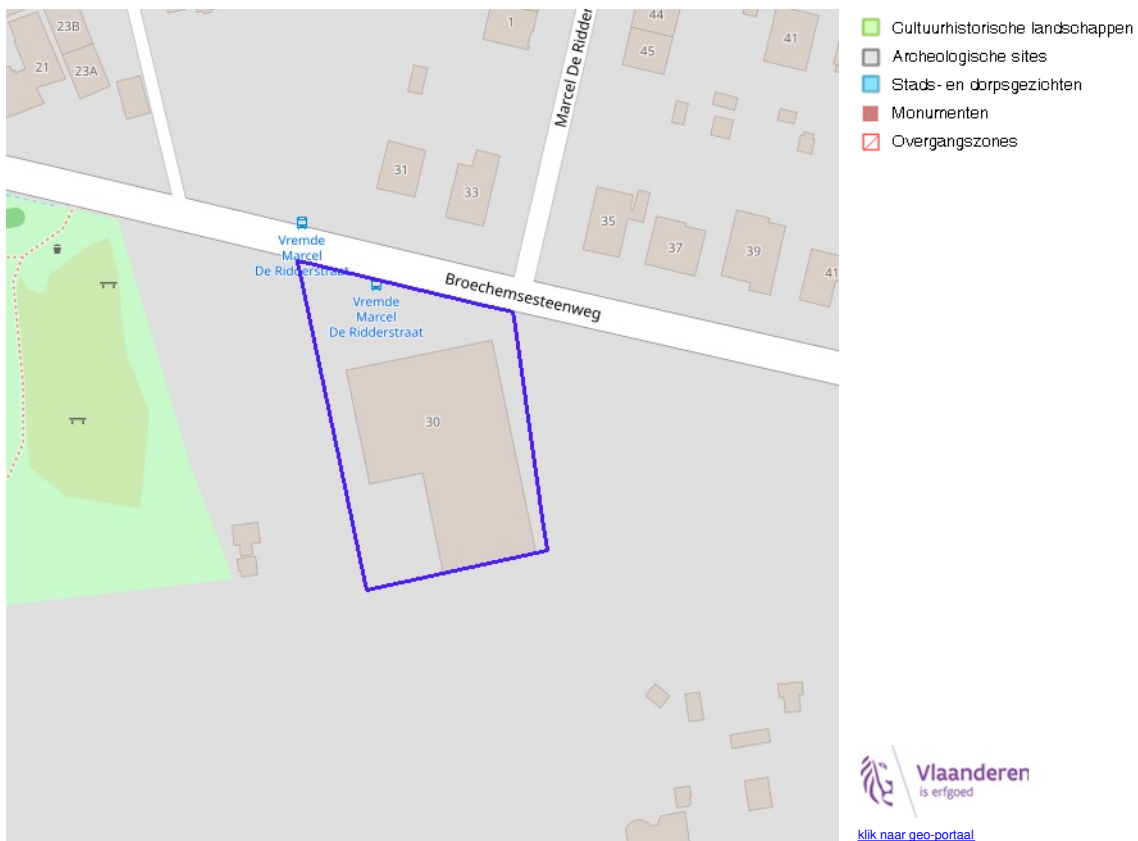 23B
21
23A
1
Marcel De Ridder
44
45
41
31
33
35
37
39
41
Vremde
Marcel
De Ridderstraat
Vremde
Marcel
De Ridderstraat
Broechemsesteenweg
30
Cultuurhistorische landschappen
Archeologische sites
Stads- en dorpsgezichten
Monumenten
Overgangszones
Vlaanderen
is erfgoed
klik naar geo-portaal